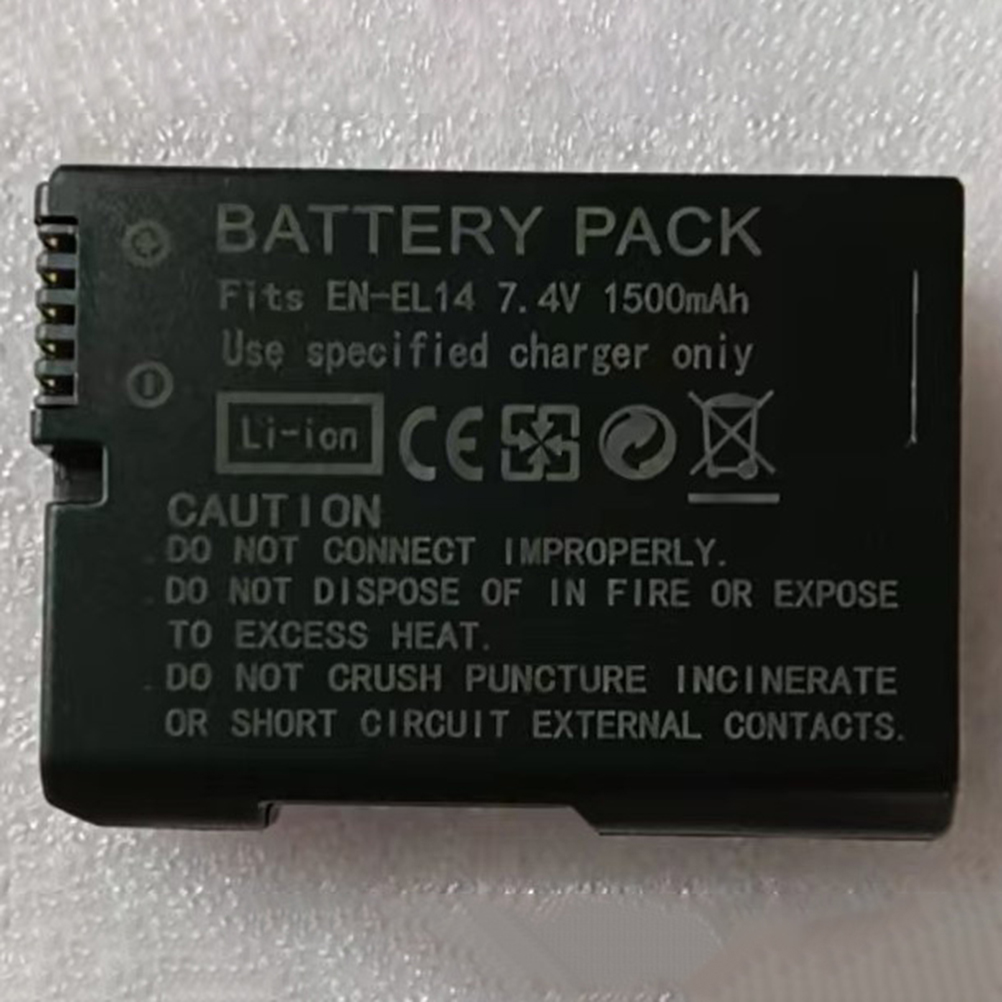 BATTERY PACK
Fits EN-EL14 7.4V 1500mAh
Use specified charger oniy
Li-ion CE
CAUTION
.DO NOT CONNECT IMPROPERLY.
.DO NOT DISPOSE OF IN FIRE OR EXPOSE
TO EXCESS HEAT.
.DO NOT CRUSH PUNCTURE INCINERATE
OR SHORT CIRCUIT EXTERNAL CONTACTS.